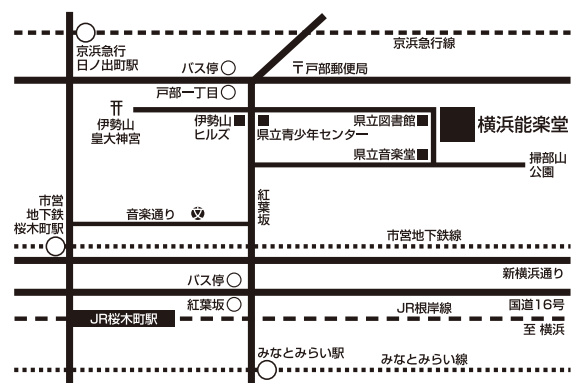 京浜急行線
京浜急行
日ノ出町駅
バス停
〒戸部郵便局
戸部一丁目
伊勢山
皇大神宮
伊勢山
ヒルズ
県立青少年センター
県立図書館
横浜能楽堂
県立音楽堂
掃部山
公園
紅葉坂
市営
地下鉄
桜木町駅
音楽通り
市営地下鉄線
新横浜通り
バス停
紅葉坂
JR根岸線
国道16号
JR桜木町駅
至 横浜
みなとみらい駅
みなとみらい線